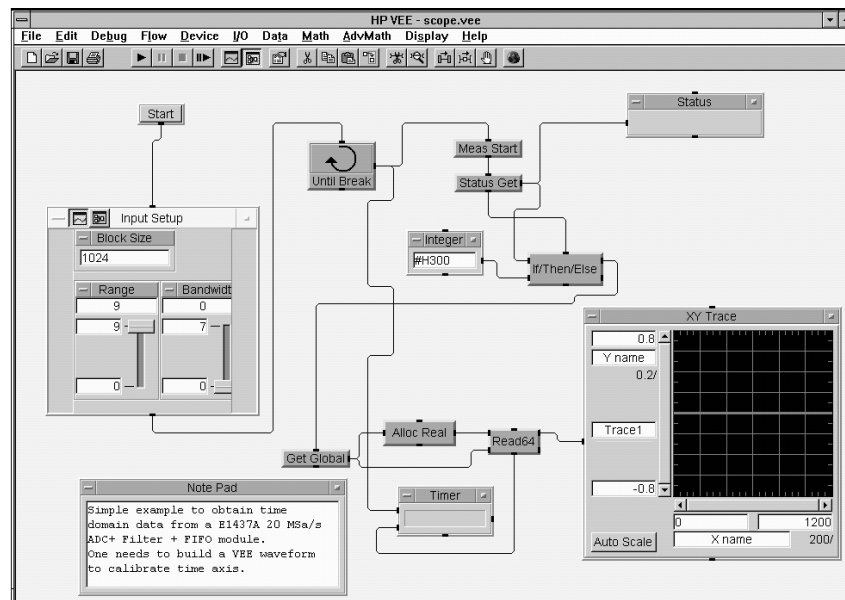 HP VEE - scope.vee
File Edit Debug Flow Device I/O Data Math AdvMath Display Help
Start
Status
Until Break
Meas Start
Status Get
Input Setup
Block Size
1024
Range
9
9
0
Bandwidt
0
7
0
Integer
#H300
If/Then/Else
XY Trace
0.8
Y name
0.2/
Trace1
-0.8
0
1200
Auto Scale
X name
200/
Alloc Real
Read64
Get Global
Timer
Note Pad
Simple example to obtain time
domain data from a E1437A 20 MSa/s
ADC+ Filter + FIFO module.
One needs to build a VEE waveform
to calibrate time axis.